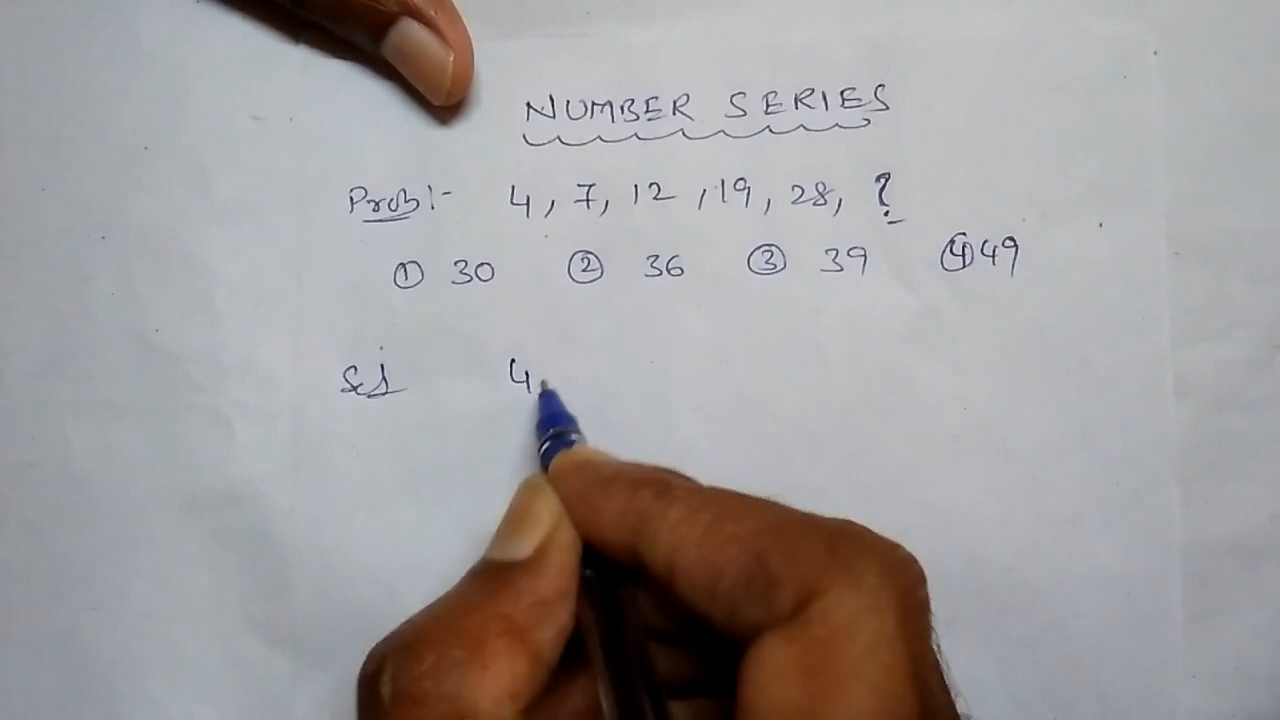 NUMBER SERIES
Prob:- 4, 7, 12, 19, 28, ?
① 30 ② 36 ③ 39 ④ 49
Sol 4,